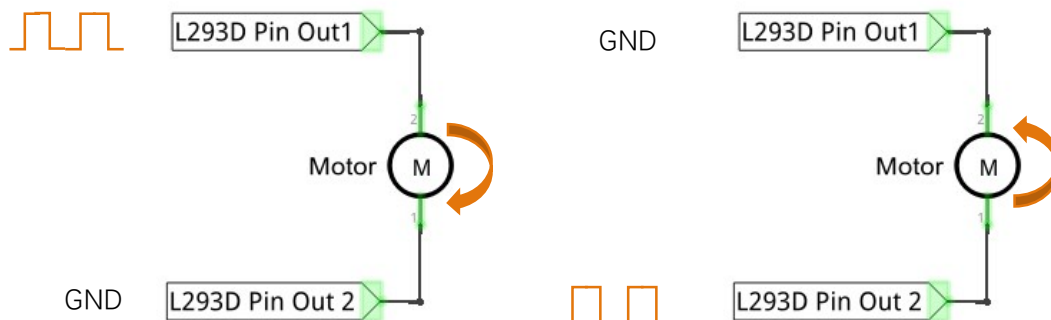 L293D Pin Out1
2
Motor
M
1
GND
L293D Pin Out 2
GND
L293D Pin Out1
2
Motor
M
1
L293D Pin Out 2